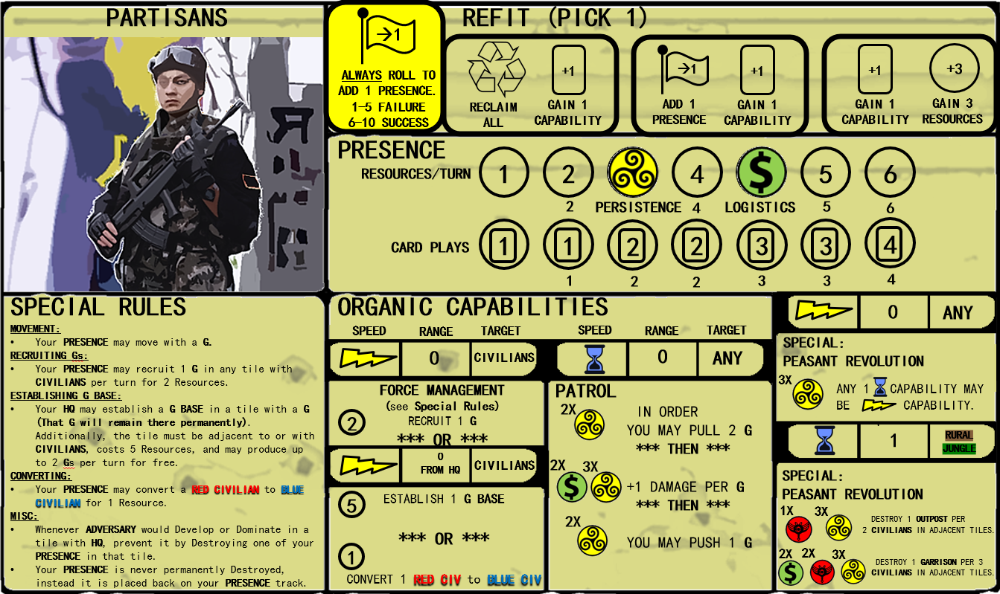 PARTISANS
→1
ALWAYS ROLL TO
ADD 1 PRESENCE.
1-5 FAILURE
6-10 SUCCESS
REFIT (PICK 1)
RECLAIM
ALL
+1
GAIN 1
CAPABILITY
→1
ADD 1
PRESENCE
+1
GAIN 1
CAPABILITY
+1
GAIN 1
CAPABILITY
+3
GAIN 3
RESOURCES
PRESENCE
RESOURCES/TURN 1 2 4 $ 5 6
2 PERSISTENCE 4 LOGISTICS 5 6
CARD PLAYS 1 1 2 2 3 3 4
1 2 2 3 3 4
SPECIAL RULES
MOVEMENT:
• Your PRESENCE may move with a G.
RECRUITING Gs:
• Your PRESENCE may recruit 1 G in any tile with
CIVILIANS per turn for 2 Resources.
ESTABLISHING G BASE:
• Your HQ may establish a G BASE in a tile with a G
(That G will remain there permanently).
Additionally, the tile must be adjacent to or with
CIVILIANS, costs 5 Resources, and may produce up
to 2 Gs per turn for free.
CONVERTING:
• Your PRESENCE may convert a RED CIVILIAN to BLUE
CIVILIAN for 1 Resource.
MISC:
• Whenever ADVERSARY would Develop or Dominate in a
tile with HQ, prevent it by Destroying one of your
PRESENCE in that tile.
• Your PRESENCE is never permanently Destroyed,
instead it is placed back on your PRESENCE track.
ORGANIC CAPABILITIES
SPEED RANGE TARGET
0 CIVILIANS
FORCE MANAGEMENT
(see Special Rules)
2 RECRUIT 1 G
*** OR ***
0
FROM HQ
CIVILIANS
5 ESTABLISH 1 G BASE
*** OR ***
1
CONVERT 1 RED CIV to BLUE CIV
SPEED RANGE TARGET
0 ANY
PATROL
2X IN ORDER
YOU MAY PULL 2 G
*** THEN ***
2X 3X
$ +1 DAMAGE PER G
*** THEN ***
2X
YOU MAY PUSH 1 G
0 ANY
SPECIAL:
PEASANT REVOLUTION
3X
ANY 1 CAPABILITY MAY
BE CAPABILITY.
1 RURAL
JUNGLE
SPECIAL:
PEASANT REVOLUTION
1X 3X
DESTROY 1 OUTPOST PER
2 CIVILIANS IN ADJACENT TILES.
2X 2X 3X
$
DESTROY 1 GARRISON PER 3
CIVILIANS IN ADJACENT TILES.